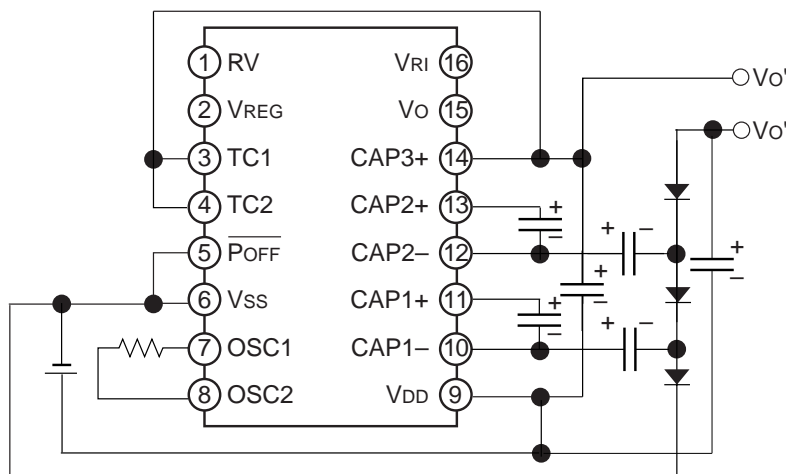 1 RV VRI 16 VO'
2 VREG VO 15 VO'
3 TC1 CAP3+ 14
4 TC2 CAP2+ 13 + + – +
5 POFF CAP2– 12 – –
6 VSS CAP1+ 11 + + – + –
7 OSC1 CAP1– 10 –
8 OSC2 VDD 9